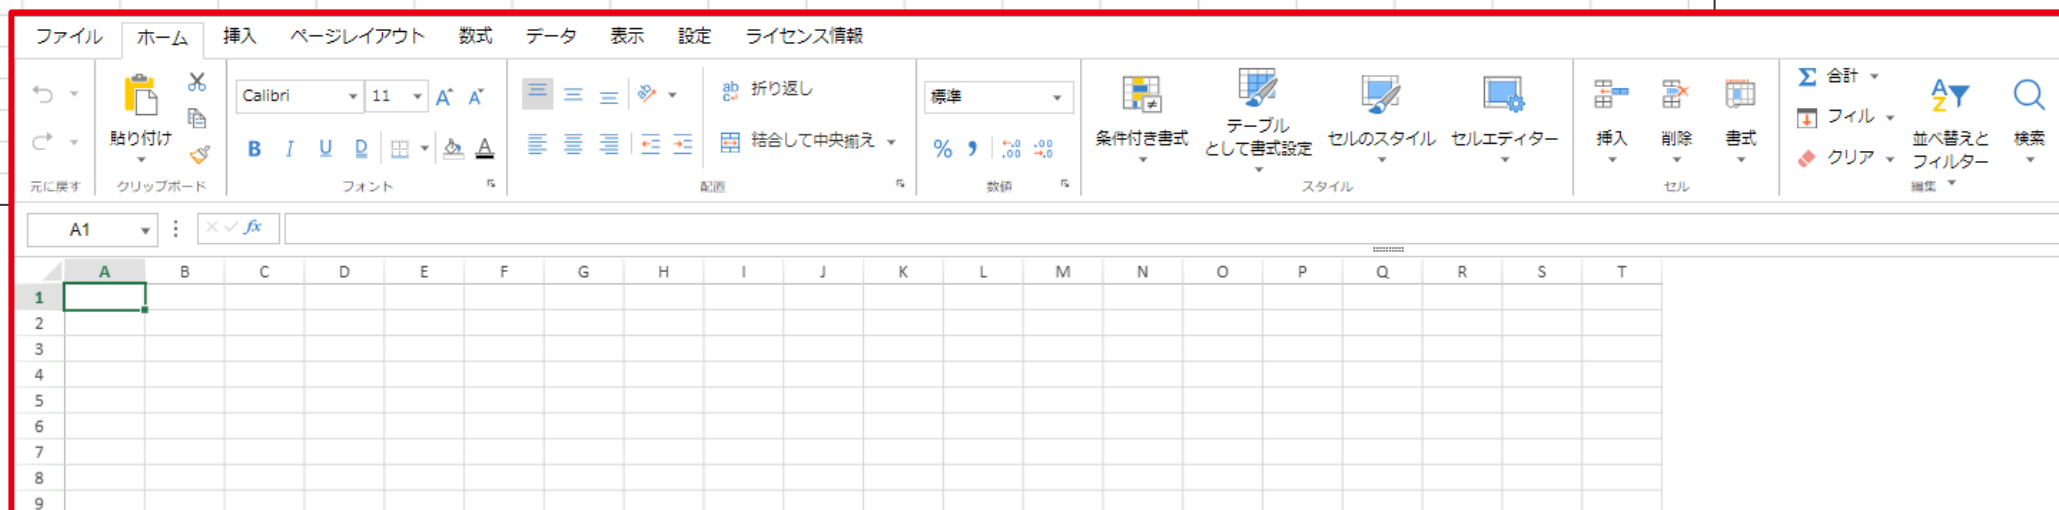 ファイル ホーム 挿入 ページレイアウト 数式 データ 表示 設定 ライセンス情報
Calibri 11 折り返し 標準 合計
貼り付け 条件付き書式 テーブル として書式設定 セルのスタイル セルエディター 挿入 削除 書式 フィル 並べ替えと フィルター 検索
B I U D 結合して中央揃え % クリア
元に戻す クリップボード フォント 配置 数値 スタイル セル 編集
A1 fx
A B C D E F G H I J K L M N O P Q R S T
1
2
3
4
5
6
7
8
9